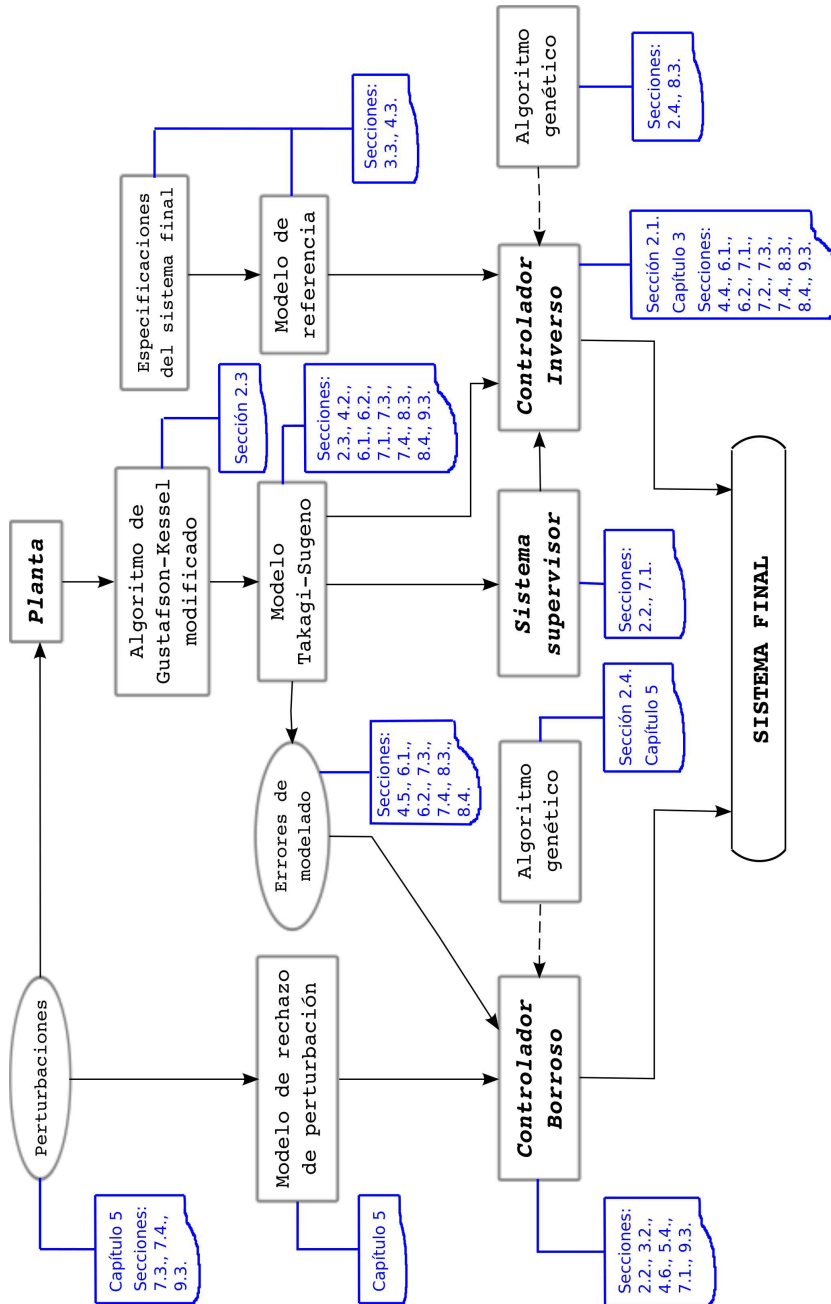 Perturbaciones
Capítulo 5
Secciones:
7.3., 7.4.,
9.3.
Planta
Algoritmo de
Gustafson-Kessel
modificado
Sección 2.3
Especificaciones
del sistema final
Modelo de
referencia
Secciones:
3.3., 4.3.
Modelo de rechazo
de perturbación
Capítulo 5
Errores de
modelado
Secciones:
4.5., 6.1.,
6.2., 7.3.,
7.4., 8.3.,
8.4.
Modelo
Takagi-Sugeno
Secciones:
2.3., 4.2.,
6.1., 6.2.,
7.1., 7.3.,
7.4., 8.3.,
8.4., 9.3.
Controlador
Borroso
Secciones:
2.2., 3.2.,
4.6., 5.4.,
7.1., 9.3.
Algoritmo
genético
Sección 2.4.
Capítulo 5
Sistema
supervisor
Secciones:
2.2., 7.1.
Controlador
Inverso
Sección 2.1.
Capítulo 3
Secciones:
4.4., 6.1.,
6.2., 7.1.,
7.2., 7.3.,
7.4., 8.3.,
8.4., 9.3.
Algoritmo
genético
Secciones:
2.4., 8.3.
SISTEMA FINAL